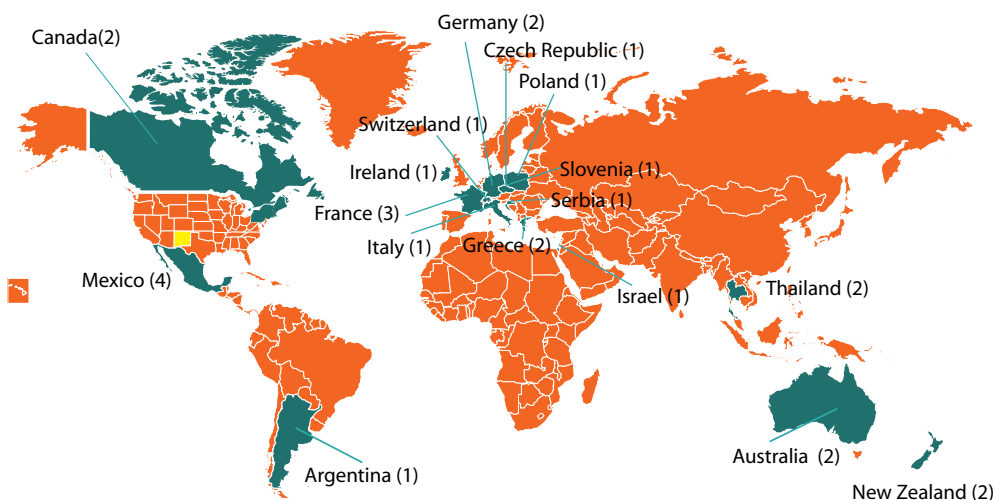 Germany (2)
Canada(2)
Czech Republic (1)
Poland (1)
Switzerland (1)
Ireland (1)
Slovenia (1)
Serbia (1)
France (3)
Italy (1)
Greece (2)
Mexico (4)
Israel (1)
Thailand (2)
Argentina (1)
Australia (2)
New Zealand (2)